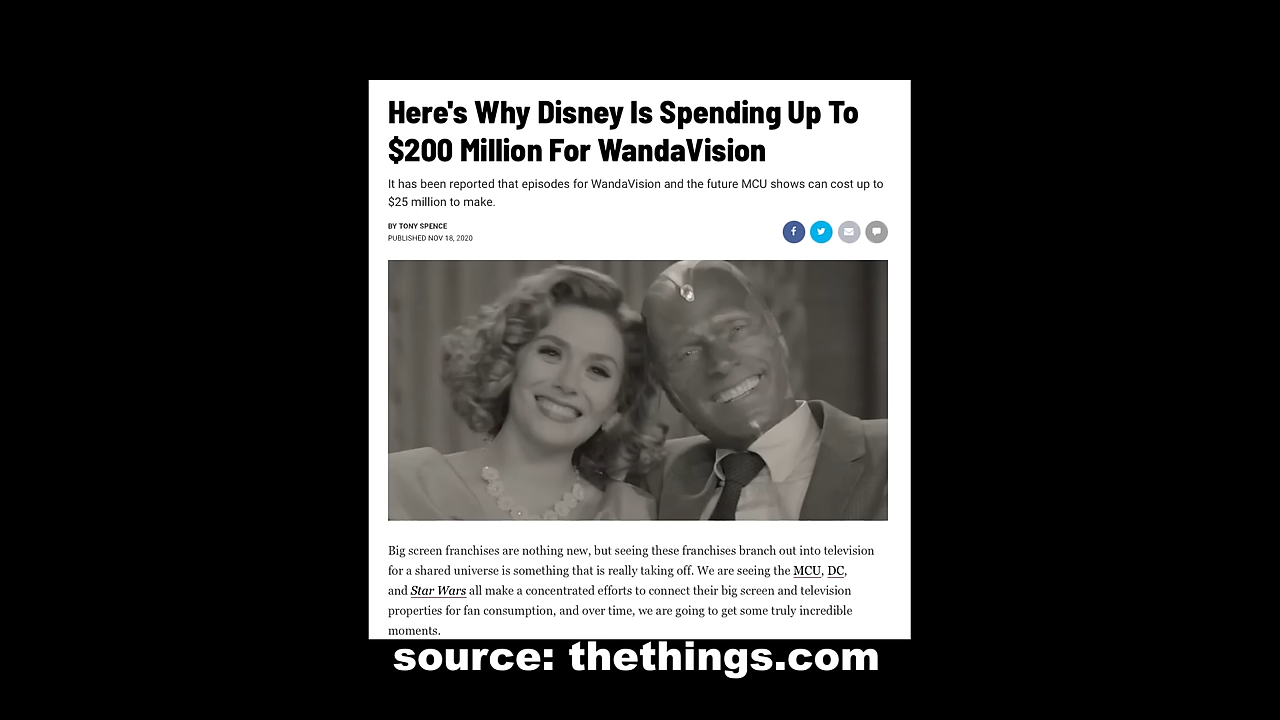 Here's Why Disney Is Spending Up To
$200 Million For WandaVision
It has been reported that episodes for WandaVision and the future MCU shows can cost up to
$25 million to make.
BY TONY SPENCE
PUBLISHED NOV 18, 2020
Big screen franchises are nothing new, but seeing these franchises branch out into television
for a shared universe is something that is really taking off. We are seeing the MCU, DC,
and Star Wars all make a concentrated efforts to connect their big screen and television
properties for fan consumption, and over time, we are going to get some truly incredible
moments.
source: thethings.com